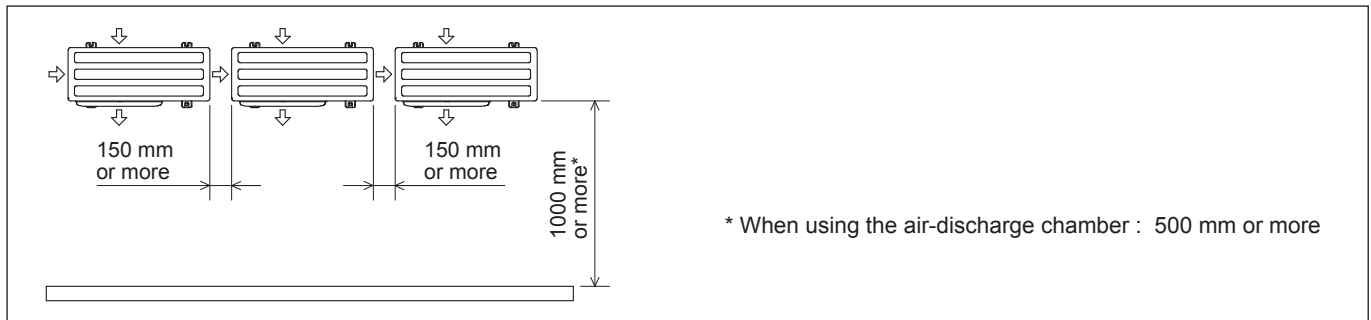 150 mm
or more
150 mm
or more
1000 mm
or more*
* When using the air-discharge chamber : 500 mm or more